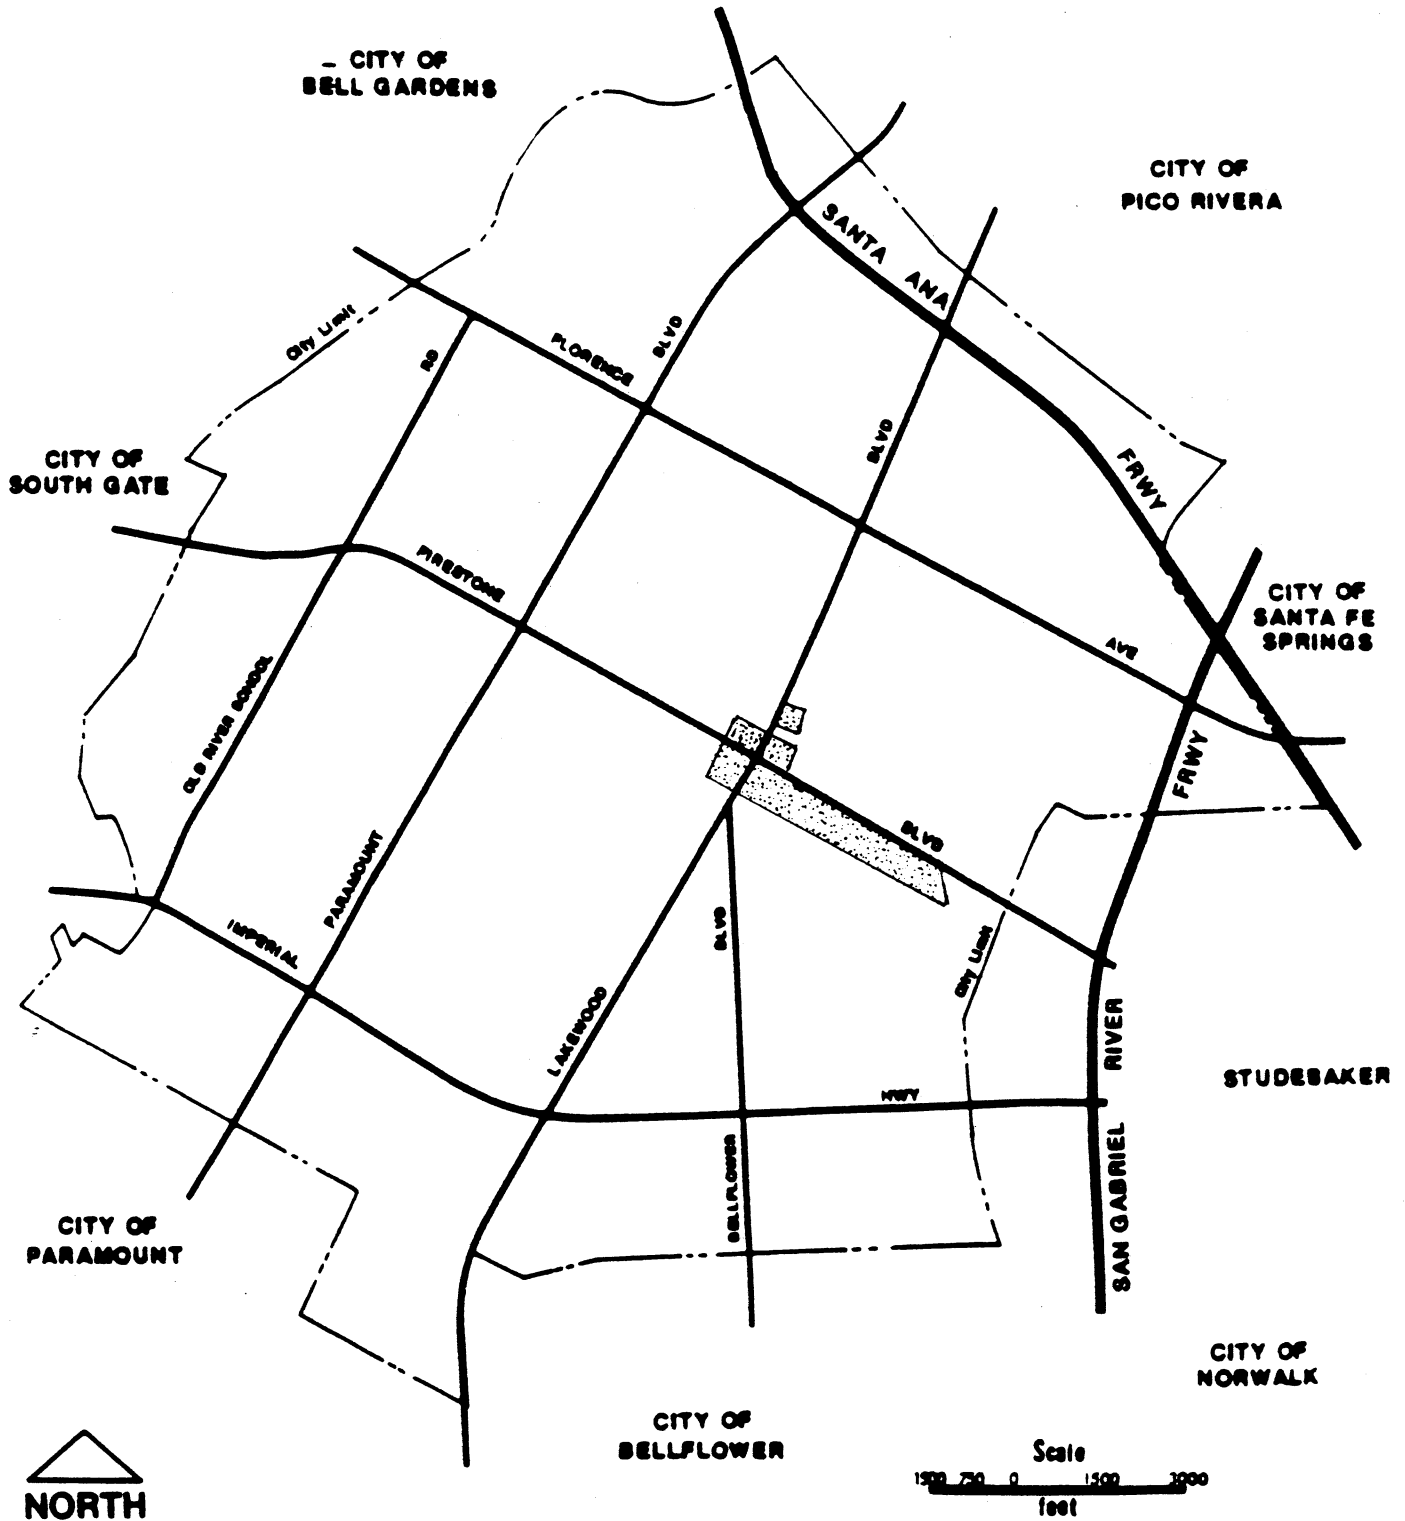 CITY OF
BELL GARDENS
CITY OF
PICO RIVERA
SANTA ANA
FRWY
City Limit
RD
FLORENCE
BLVD
BLVD
CITY OF
SOUTH GATE
FIRESTONE
CITY OF
SANTA FE
SPRINGS
AVE
OLD RIVER SCHOOL
FRWY
PARAMOUNT
BLVD
IMPERIAL
BLVD
City Limit
LAKEWOOD
RIVER
STUDEBAKER
HWY
BELLFLOWER
SAN GABRIEL
CITY OF
PARAMOUNT
CITY OF
NORWALK
CITY OF
BELLFLOWER
NORTH
Scale
1500 750 0 1500 3000
feet